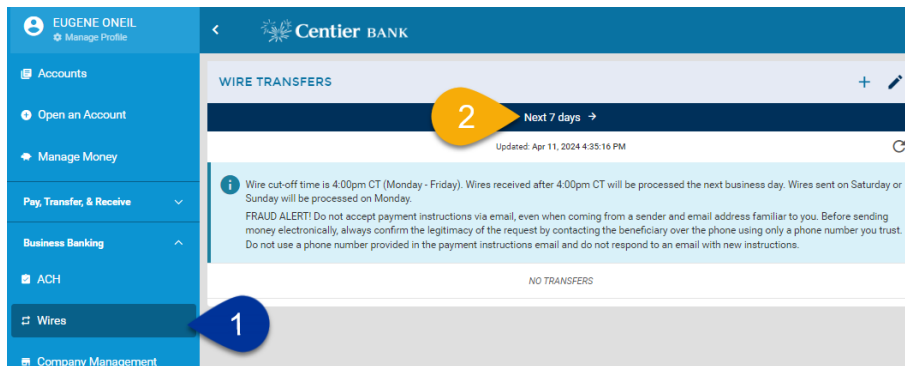 EUGENE ONEIL
Manage Profile
Accounts
Open an Account
Manage Money
Pay, Transfer, & Receive
Business Banking
ACH
Wires
Company Management
1
Centier BANK
WIRE TRANSFERS
2
Next 7 days →
Updated: Apr 11, 2024 4:35:16 PM
Wire cut-off time is 4:00pm CT (Monday - Friday). Wires received after 4:00pm CT will be processed the next business day. Wires sent on Saturday or
Sunday will be processed on Monday.
FRAUD ALERT! Do not accept payment instructions via email, even when coming from a sender and email address familiar to you. Before sending
money electronically, always confirm the legitimacy of the request by contacting the beneficiary over the phone using only a phone number you trust.
Do not use a phone number provided in the payment instructions email and do not respond to an email with new instructions.
NO TRANSFERS